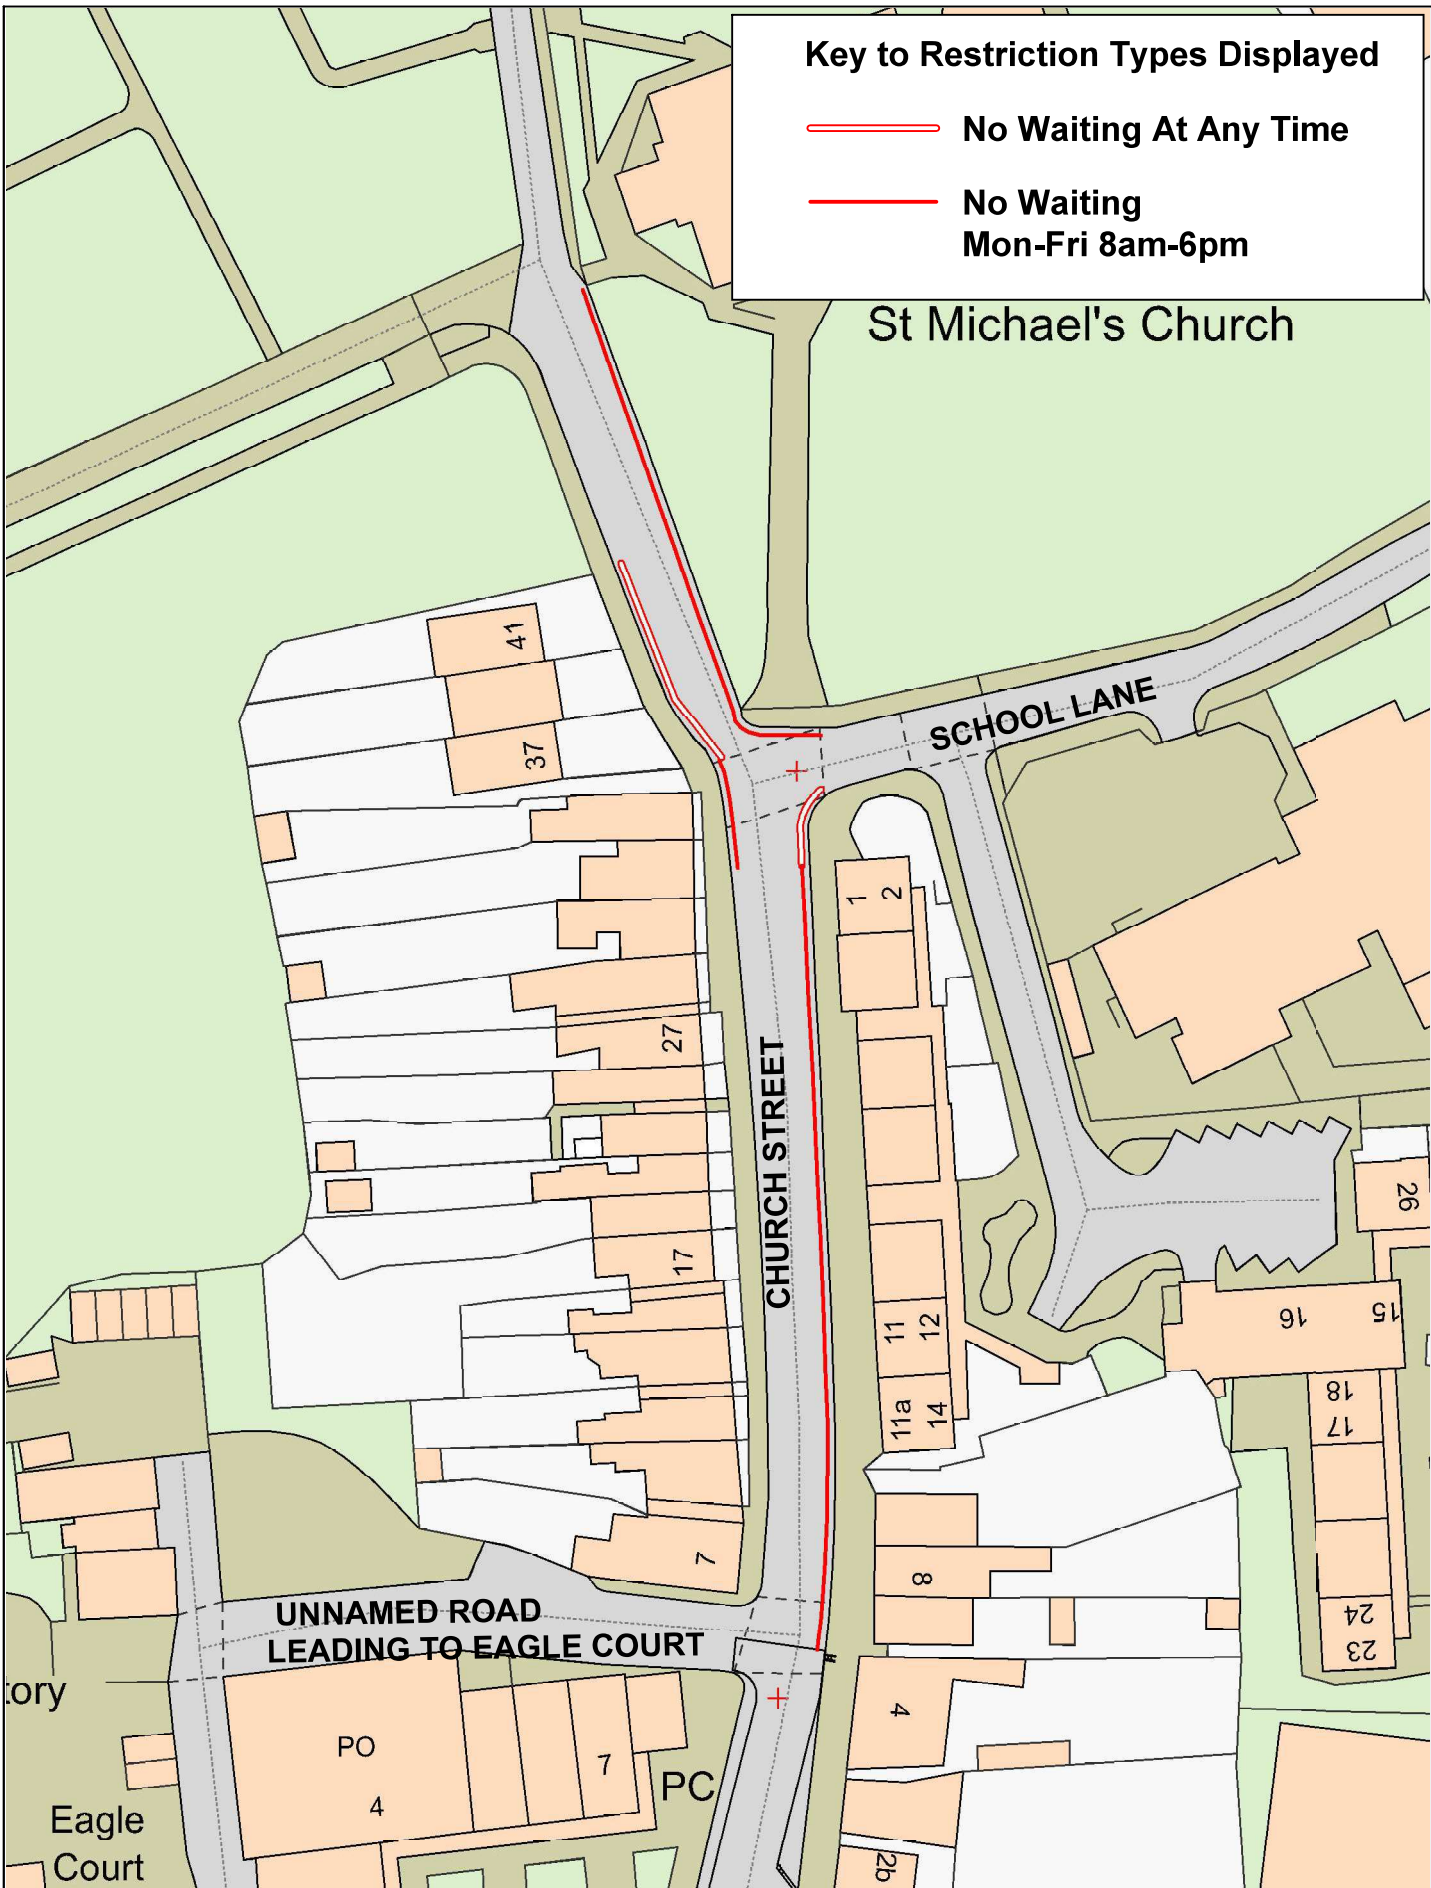 Key to Restriction Types Displayed
No Waiting At Any Time
No Waiting
Mon-Fri 8am-6pm
St Michael's Church
41
37
SCHOOL LANE
1
2
27
CHURCH STREET
17
26
11
12
16
15
11a
14
18
17
7
8
UNNAMED ROAD
LEADING TO EAGLE COURT
24
23
tory
4
PO
7
PC
4
Eagle
Court
2b